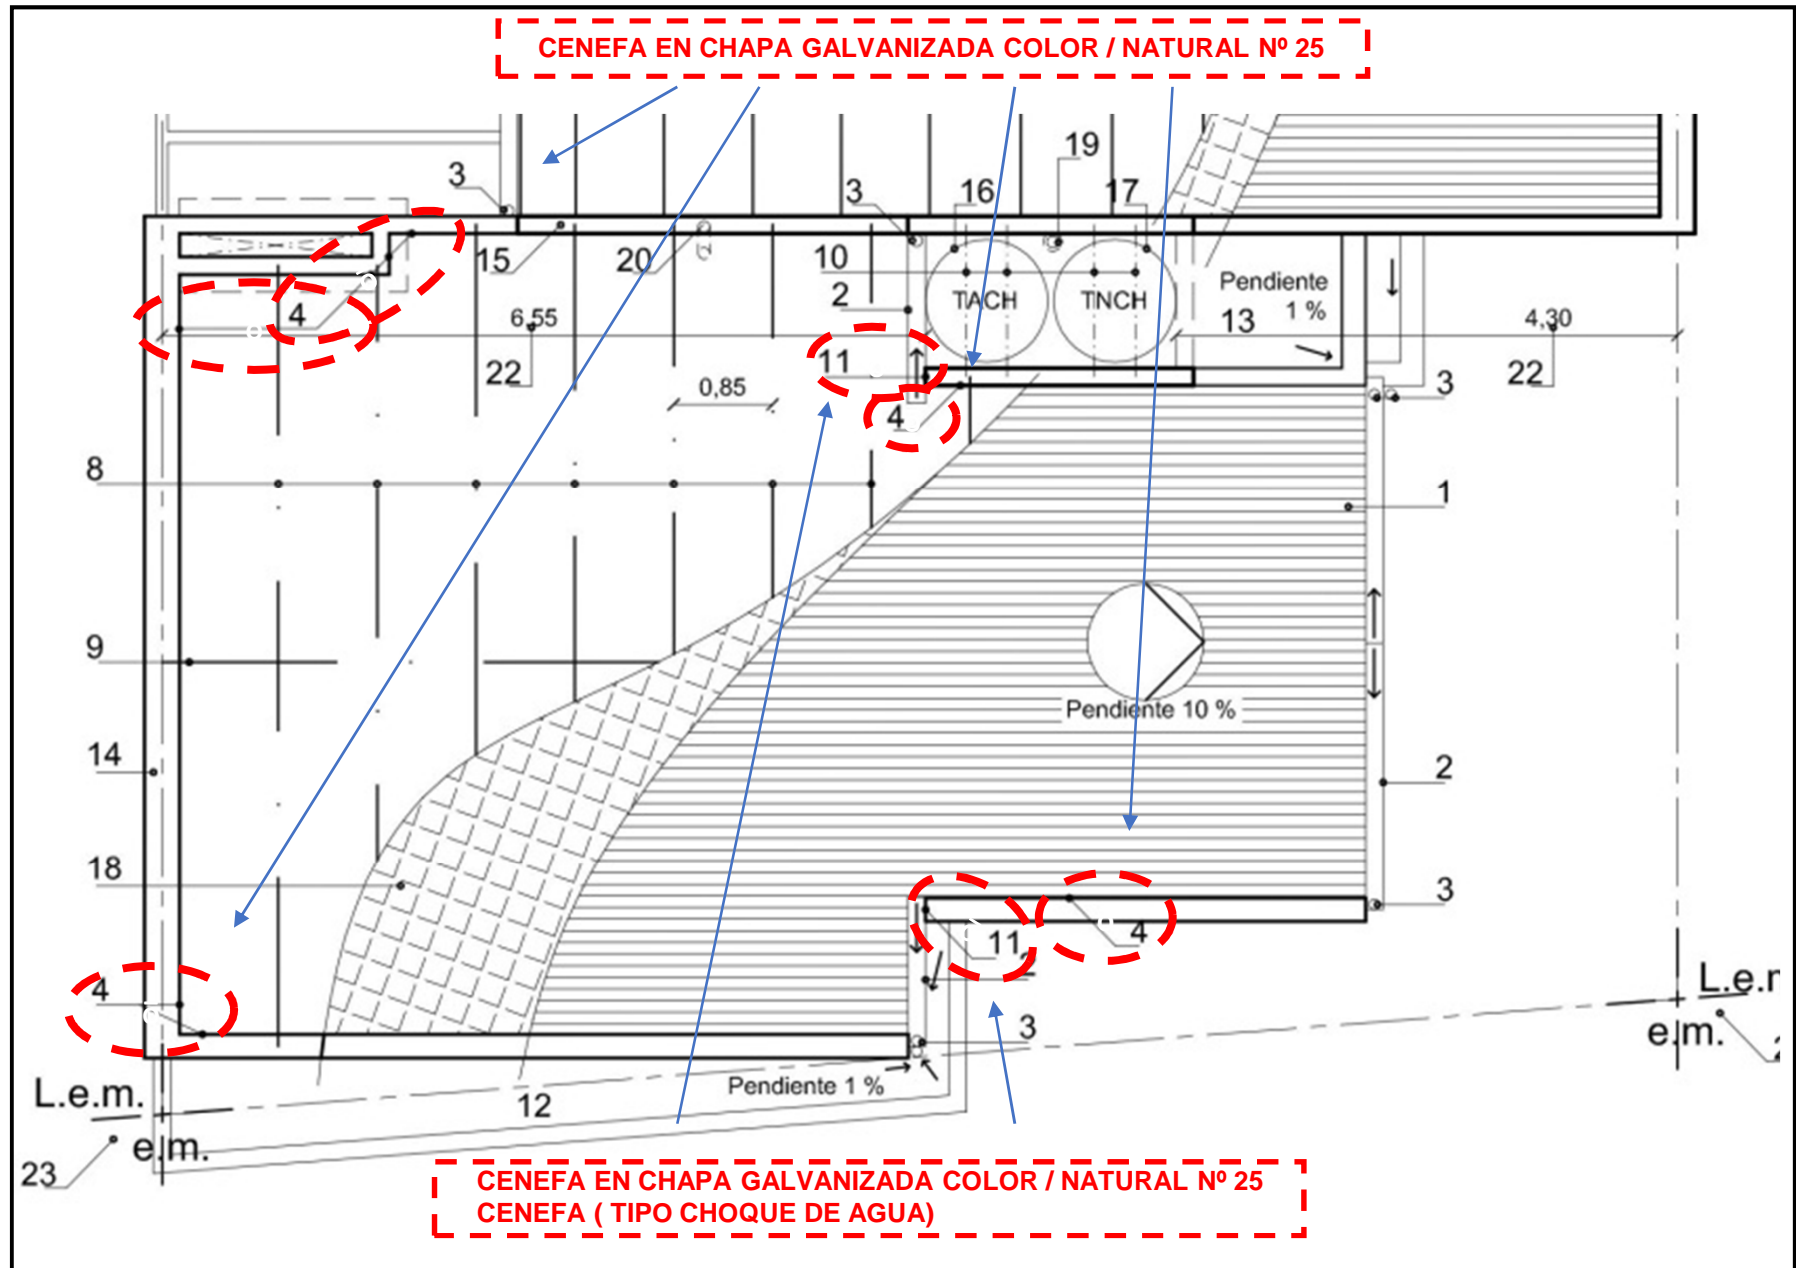 CENEFA EN CHAPA GALVANIZADA COLOR / NATURAL Nº 25
19
3
3
16
17
15
20
10
Pendiente
1 %
2
TACH
TNCH
4
6,55
13
4,30
11
22
22
0,85
3
4
8
1
9
Pendiente 10 %
14
2
18
3
11
4
2
4
L.e.m.
3
e.m.
Pendiente 1 %
L.e.m.
12
e.m.
23
CENEFA EN CHAPA GALVANIZADA COLOR / NATURAL Nº 25
CENEFA ( TIPO CHOQUE DE AGUA)